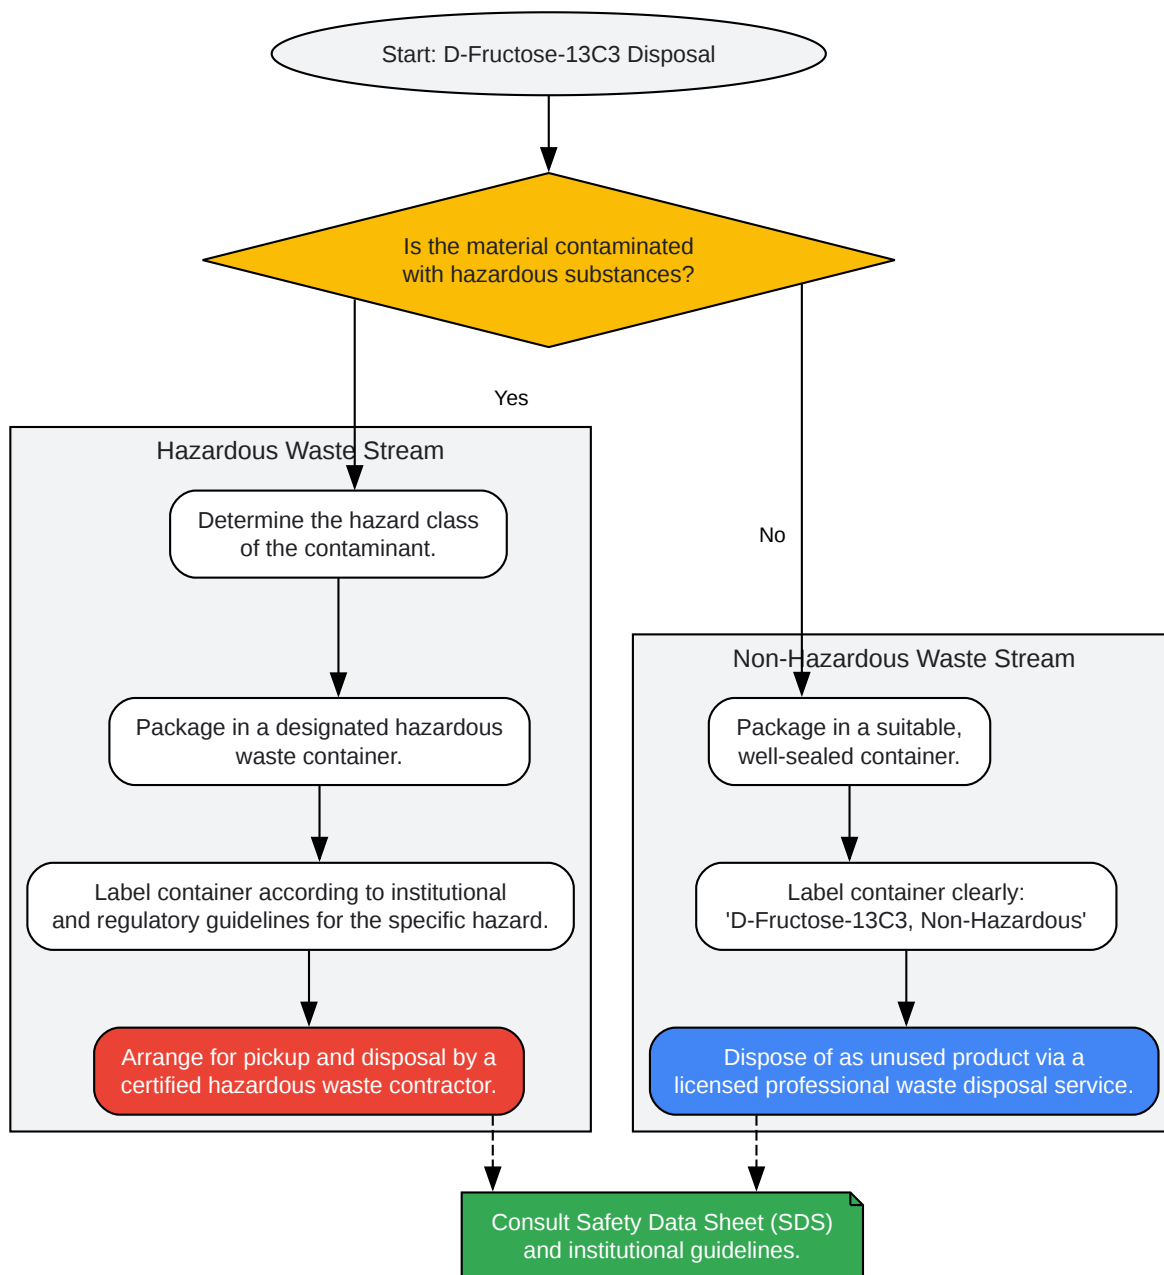 Start: D-Fructose-13C3 Disposal
Is the material contaminated
with hazardous substances?
Yes
No
Hazardous Waste Stream
Determine the hazard class
of the contaminant.
Package in a designated hazardous
waste container.
Label container according to institutional
and regulatory guidelines for the specific hazard.
Arrange for pickup and disposal by a
certified hazardous waste contractor.
Non-Hazardous Waste Stream
Package in a suitable,
well-sealed container.
Label container clearly:
'D-Fructose-13C3, Non-Hazardous'
Dispose of as unused product via a
licensed professional waste disposal service.
Consult Safety Data Sheet (SDS)
and institutional guidelines.